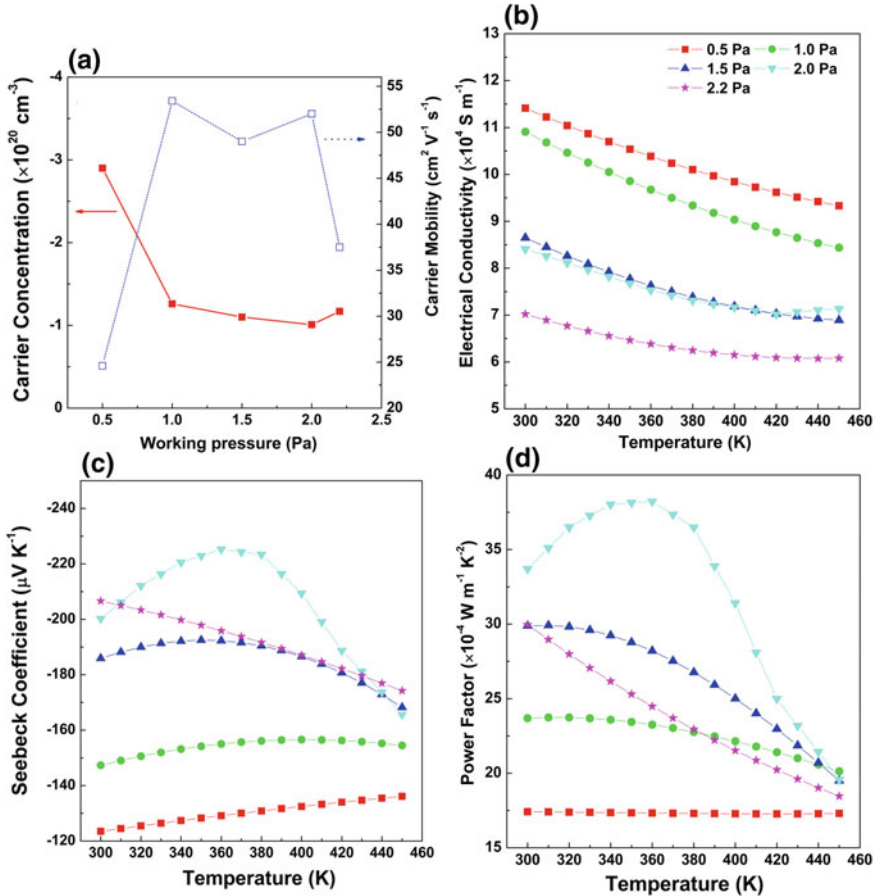 (a)
Carrier Concentration (×10²⁰ cm⁻³)
-4
-3
-2
-1
0
0.5 1.0 1.5 2.0 2.5
Working pressure (Pa)
55
50
45
40
35
30
25
20
Carrier Mobility (cm² V⁻¹ s⁻¹)
(b)
Electrical Conductivity (×10⁴ S m⁻¹)
13
12
11
10
9
8
7
6
5
0.5 Pa 1.0 Pa
1.5 Pa 2.0 Pa
2.2 Pa
300 320 340 360 380 400 420 440 460
Temperature (K)
(c)
Seebeck Coefficient (μV K⁻¹)
-240
-220
-200
-180
-160
-140
-120
300 320 340 360 380 400 420 440 460
Temperature (K)
(d)
Power Factor (×10⁻⁴ W m⁻¹ K⁻²)
40
35
30
25
20
15
300 320 340 360 380 400 420 440 460
Temperature (K)